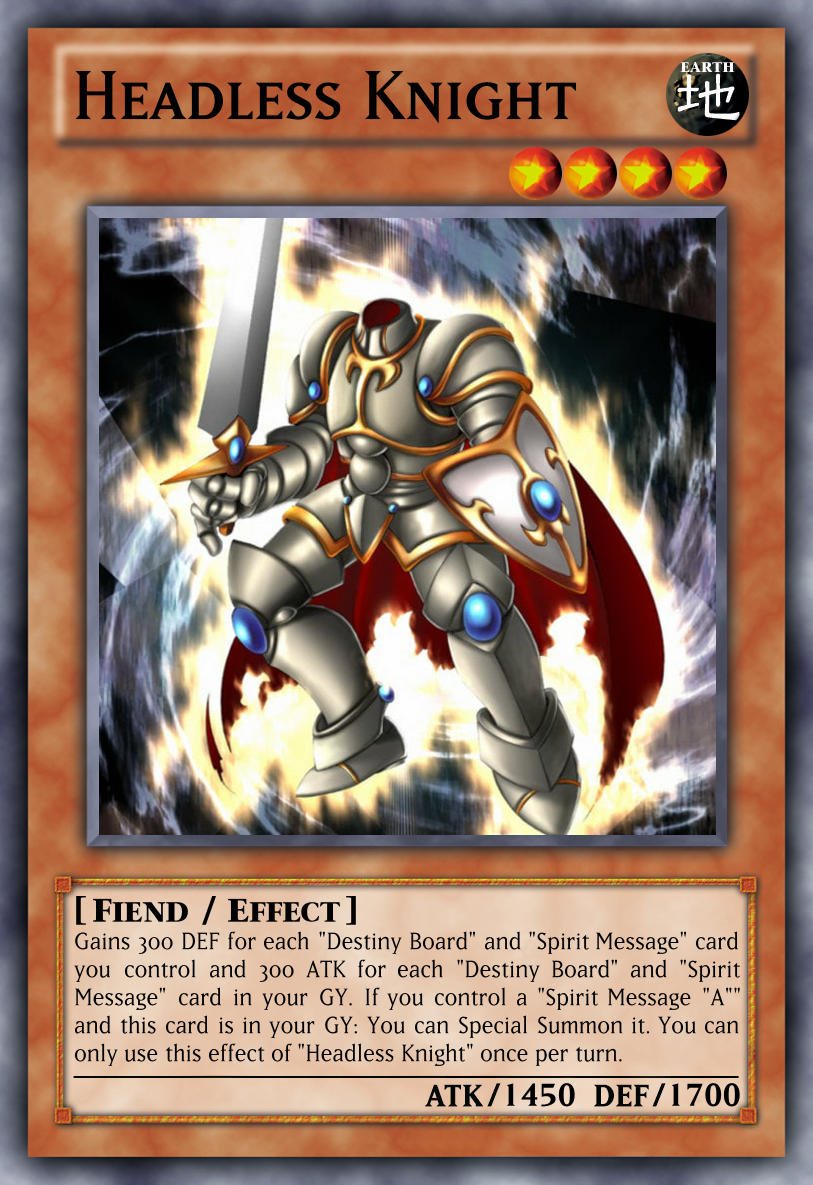 Headless Knight
EARTH
地
[ Fiend / Effect ]
Gains 300 DEF for each "Destiny Board" and "Spirit Message" card
you control and 300 ATK for each "Destiny Board" and "Spirit
Message" card in your GY. If you control a "Spirit Message "A""
and this card is in your GY: You can Special Summon it. You can
only use this effect of "Headless Knight" once per turn.
ATK/1450 DEF/1700